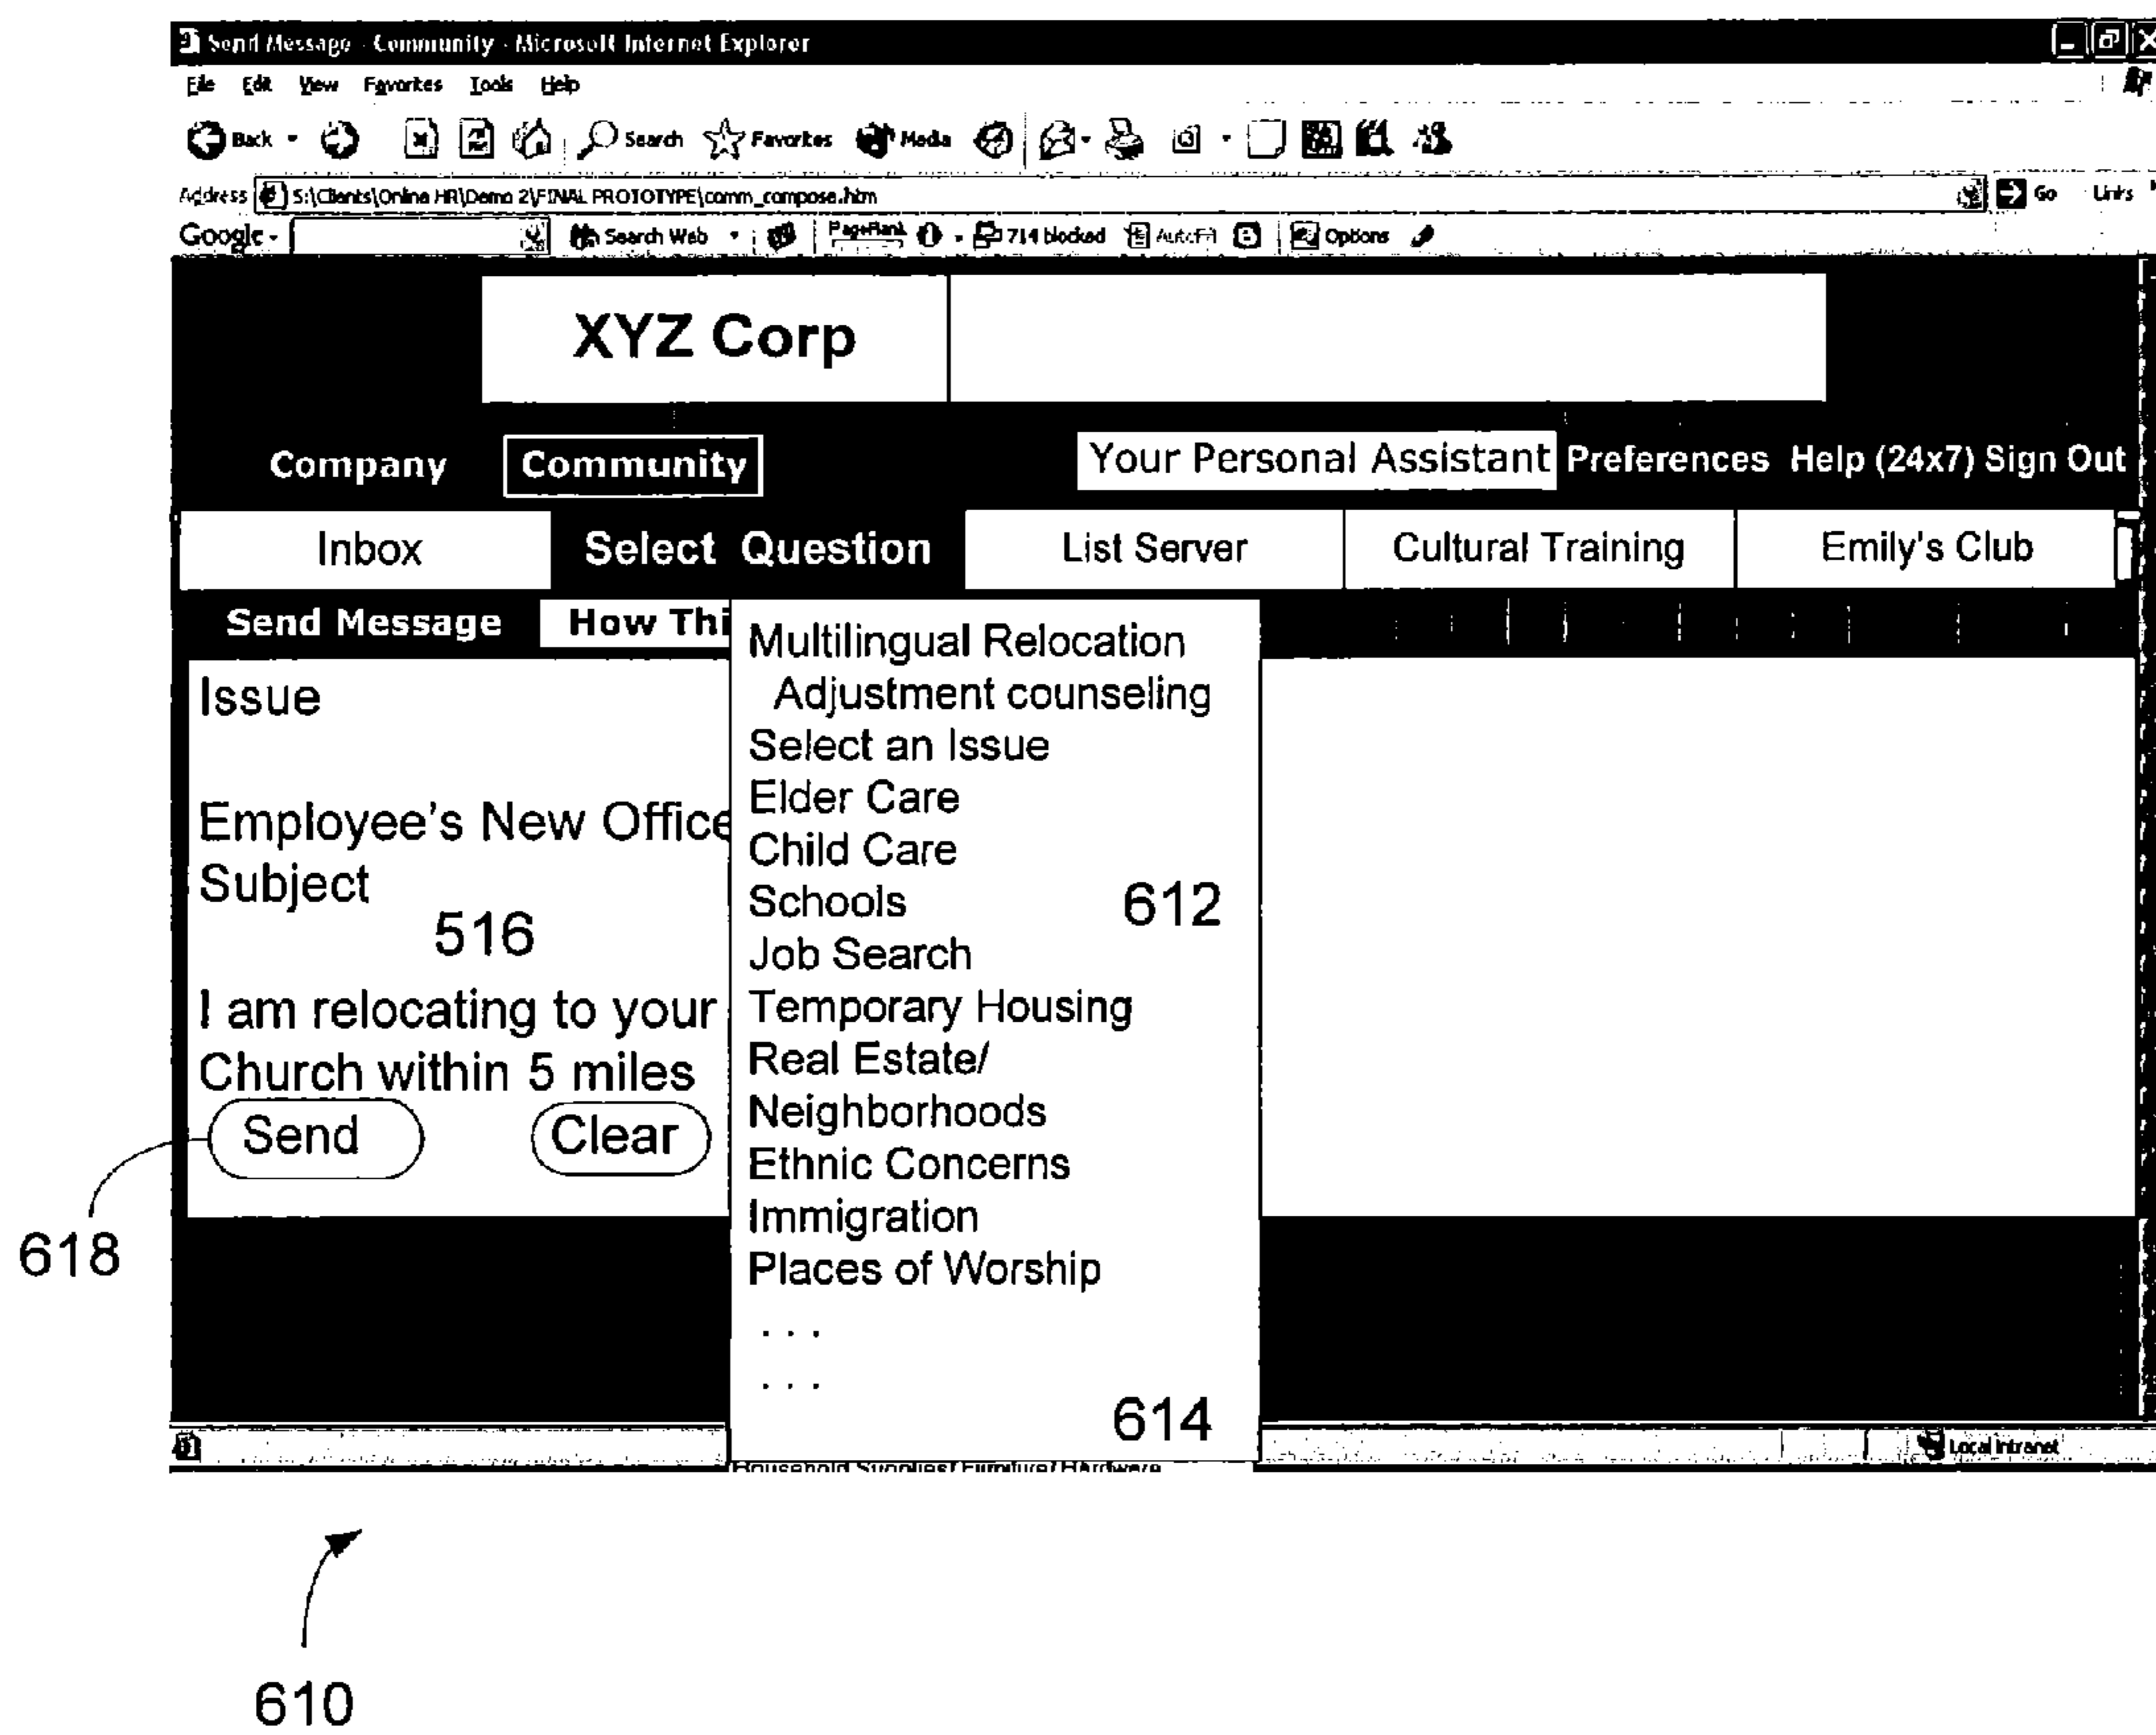 Send Message - Community - Microsoft Internet Explorer
File Edit View Favorites Tools Help
Back Search Favorites Media
Address S:\Clients\Online HR\Demo 2\FINAL PROTOTYPE\comm_compose.htm Go Links
Google Search Web PageRank 714 blocked AutoFill Options
XYZ Corp
Company Community Your Personal Assistant Preferences Help (24x7) Sign Out
Inbox Select Question List Server Cultural Training Emily's Club
Send Message How Thi
Multilingual Relocation
Adjustment counseling
Select an Issue
Elder Care
Child Care
Schools
612
Job Search
Temporary Housing
Real Estate/
Neighborhoods
Ethnic Concerns
Immigration
Places of Worship
. . .
. . .
614
Issue
Employee's New Office
Subject
516
I am relocating to your
Church within 5 miles
Send Clear
618
Household Supplies/ Furniture/ Hardware
Local intranet
610